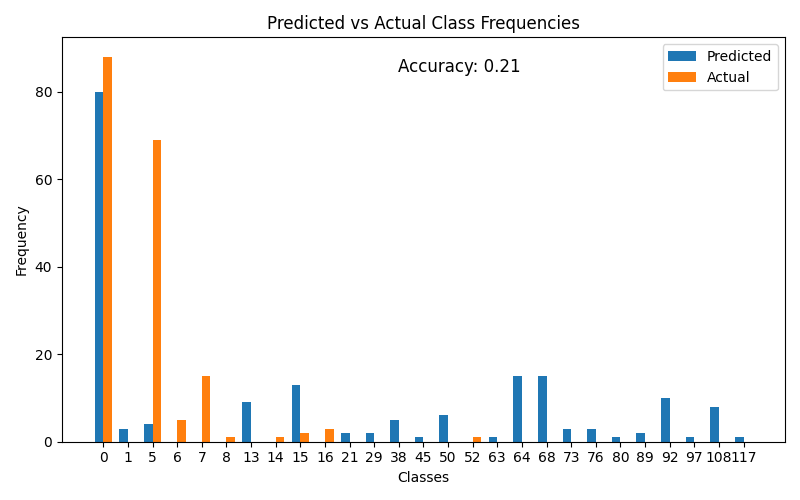 Predicted vs Actual Class Frequencies
Accuracy: 0.21
Predicted
Actual
Frequency
80
60
40
20
0
0 1 5 6 7 8 13 14 15 16 21 29 38 45 50 52 63 64 68 73 76 80 89 92 97 108 117
Classes